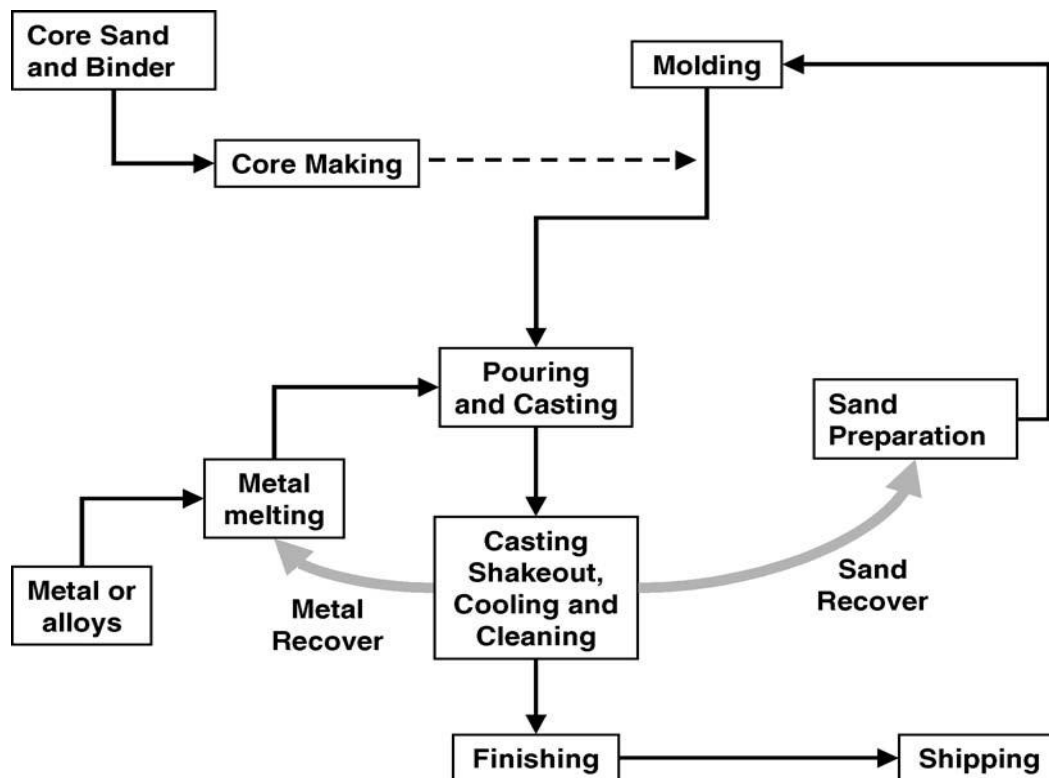 Core Sand
and Binder
Molding
Core Making
Pouring
and Casting
Sand
Preparation
Metal
melting
Casting
Shakeout,
Cooling and
Cleaning
Sand
Recover
Metal or
alloys
Metal
Recover
Finishing
Shipping